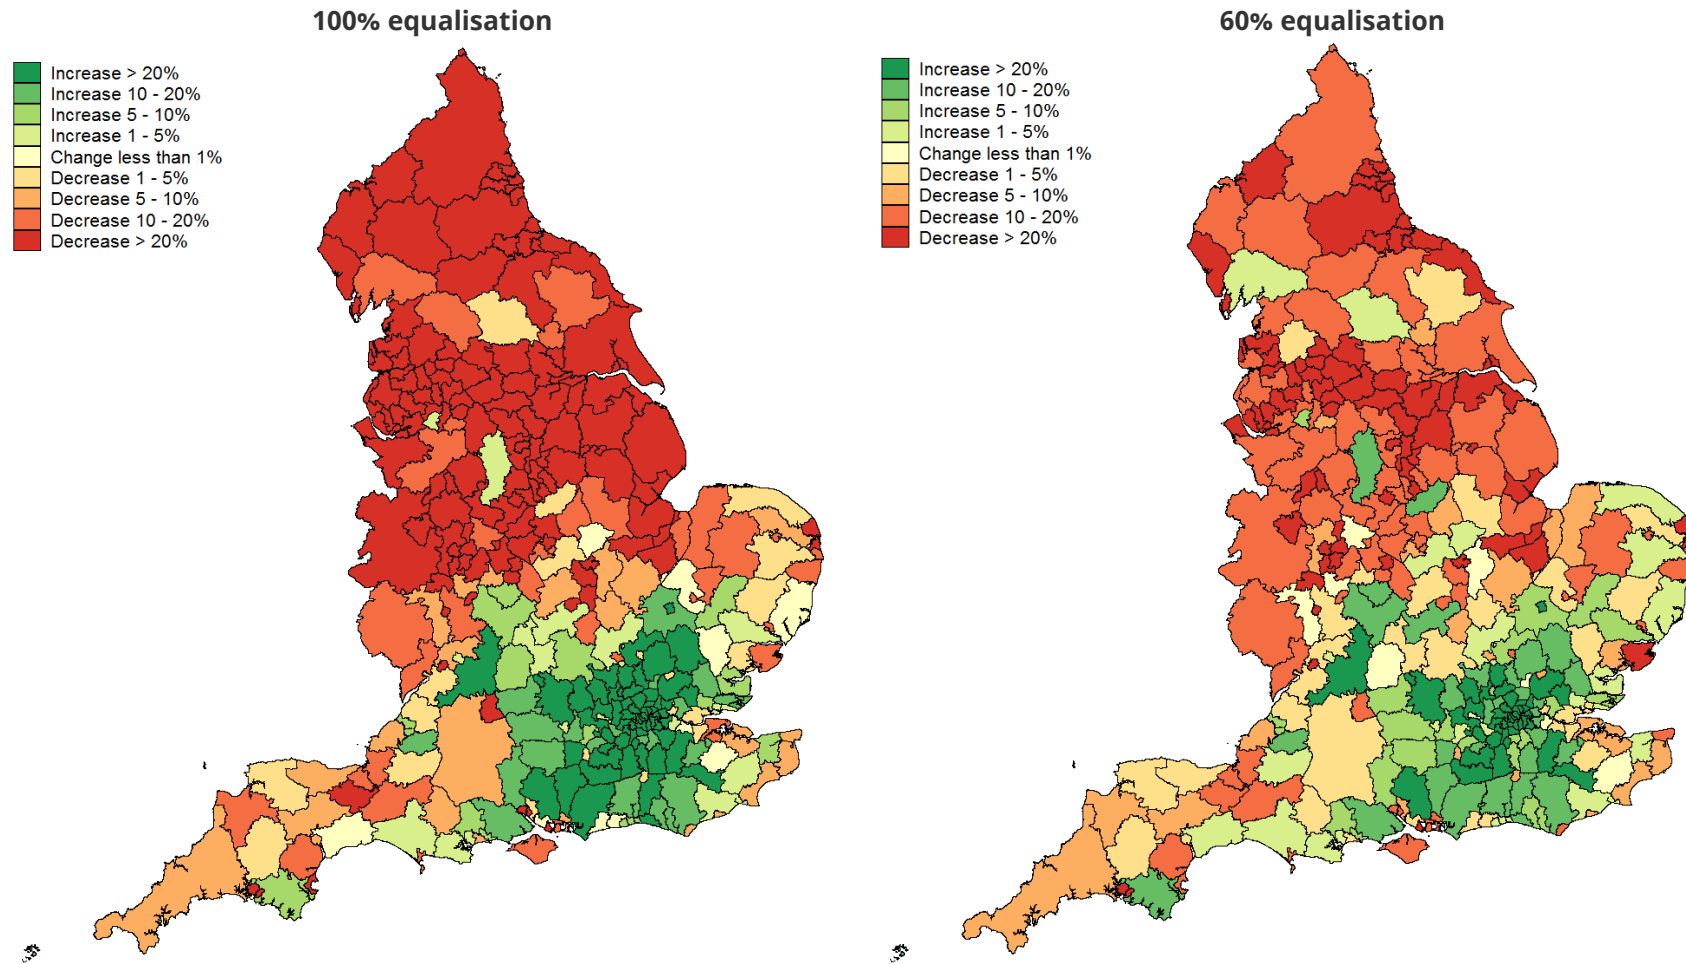 100% equalisation
Increase > 20%
Increase 10 - 20%
Increase 5 - 10%
Increase 1 - 5%
Change less than 1%
Decrease 1 - 5%
Decrease 5 - 10%
Decrease 10 - 20%
Decrease > 20%
60% equalisation
Increase > 20%
Increase 10 - 20%
Increase 5 - 10%
Increase 1 - 5%
Change less than 1%
Decrease 1 - 5%
Decrease 5 - 10%
Decrease 10 - 20%
Decrease > 20%